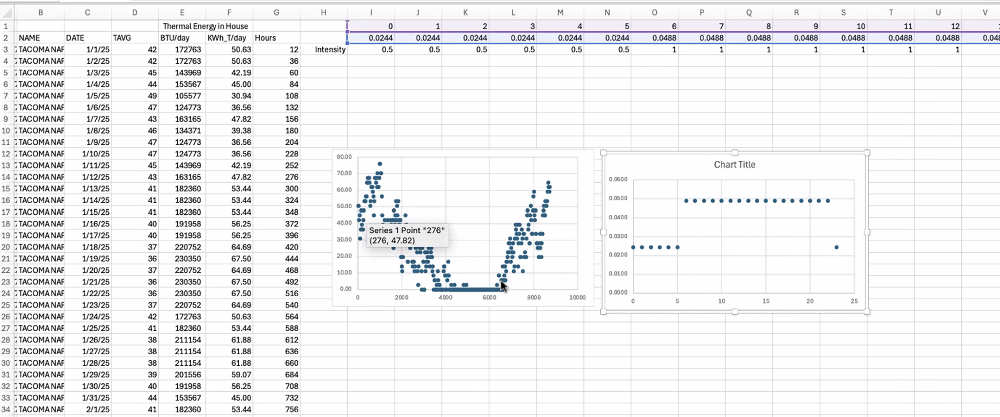 B C D E F G H I J K L M N O P Q R S T U V
1 Thermal Energy in House 0 1 2 3 4 5 6 7 8 9 10 11 12
2 NAME DATE TAVG BTU/day KWh_T/day Hours 0.0244 0.0244 0.0244 0.0244 0.0244 0.0244 0.0488 0.0488 0.0488 0.0488 0.0488 0.0488 0.0488 0.048
3 TACOMA NAF 1/1/25 42 172763 50.63 12 Intensity 0.5 0.5 0.5 0.5 0.5 0.5 1 1 1 1 1 1 1
4 TACOMA NAF 1/2/25 42 172763 50.63 36
5 TACOMA NAF 1/3/25 45 143969 42.19 60
6 TACOMA NAF 1/4/25 44 153567 45.00 84
7 TACOMA NAF 1/5/25 49 105577 30.94 108
8 TACOMA NAF 1/6/25 47 124773 36.56 132
9 TACOMA NAF 1/7/25 43 163165 47.82 156
10 TACOMA NAF 1/8/25 46 134371 39.38 180
11 TACOMA NAF 1/9/25 47 124773 36.56 204
12 TACOMA NAF 1/10/25 47 124773 36.56 228
13 TACOMA NAF 1/11/25 45 143969 42.19 252
14 TACOMA NAF 1/12/25 43 163165 47.82 276
15 TACOMA NAF 1/13/25 41 182360 53.44 300
16 TACOMA NAF 1/14/25 41 182360 53.44 324
17 TACOMA NAF 1/15/25 41 182360 53.44 348
18 TACOMA NAF 1/16/25 40 191958 56.25 372
19 TACOMA NAF 1/17/25 40 191958 56.25 396
20 TACOMA NAF 1/18/25 37 220752 64.69 420
21 TACOMA NAF 1/19/25 36 230350 67.50 444
22 TACOMA NAF 1/20/25 37 220752 64.69 468
23 TACOMA NAF 1/21/25 36 230350 67.50 492
24 TACOMA NAF 1/22/25 36 230350 67.50 516
25 TACOMA NAF 1/23/25 37 220752 64.69 540
26 TACOMA NAF 1/24/25 42 172763 50.63 564
27 TACOMA NAF 1/25/25 41 182360 53.44 588
28 TACOMA NAF 1/26/25 38 211154 61.88 612
29 TACOMA NAF 1/27/25 38 211154 61.88 636
30 TACOMA NAF 1/28/25 38 211154 61.88 660
31 TACOMA NAF 1/29/25 39 201556 59.07 684
32 TACOMA NAF 1/30/25 40 191958 56.25 708
33 TACOMA NAF 1/31/25 44 153567 45.00 732
34 TACOMA NAF 2/1/25 41 182360 53.44 756
80.00
70.00
60.00
50.00
40.00
30.00
20.00
10.00
0.00
0 2000 4000 6000 8000 10000
Series 1 Point "276"
(276, 47.82)
Chart Title
0.0600
0.0500
0.0400
0.0300
0.0200
0.0100
0.0000
0 5 10 15 20 25